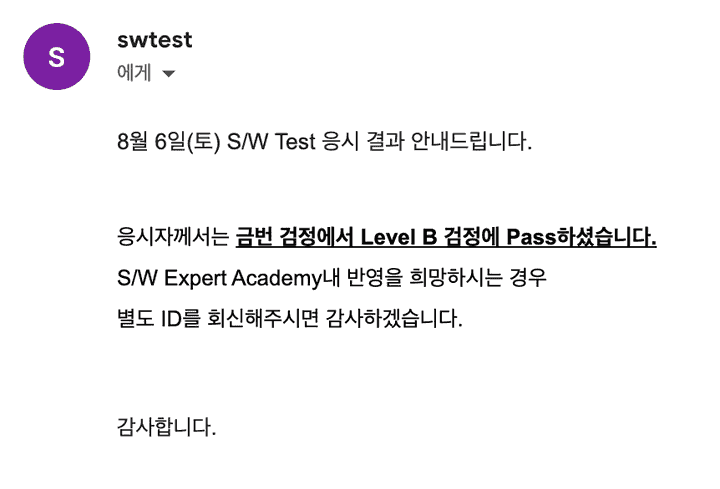 S
swtest
에게
8월 6일(토) S/W Test 응시 결과 안내드립니다.
응시자께서는 금번 검정에서 Level B 검정에 Pass하셨습니다.
S/W Expert Academy내 반영을 희망하시는 경우
별도 ID를 회신해주시면 감사하겠습니다.
감사합니다.